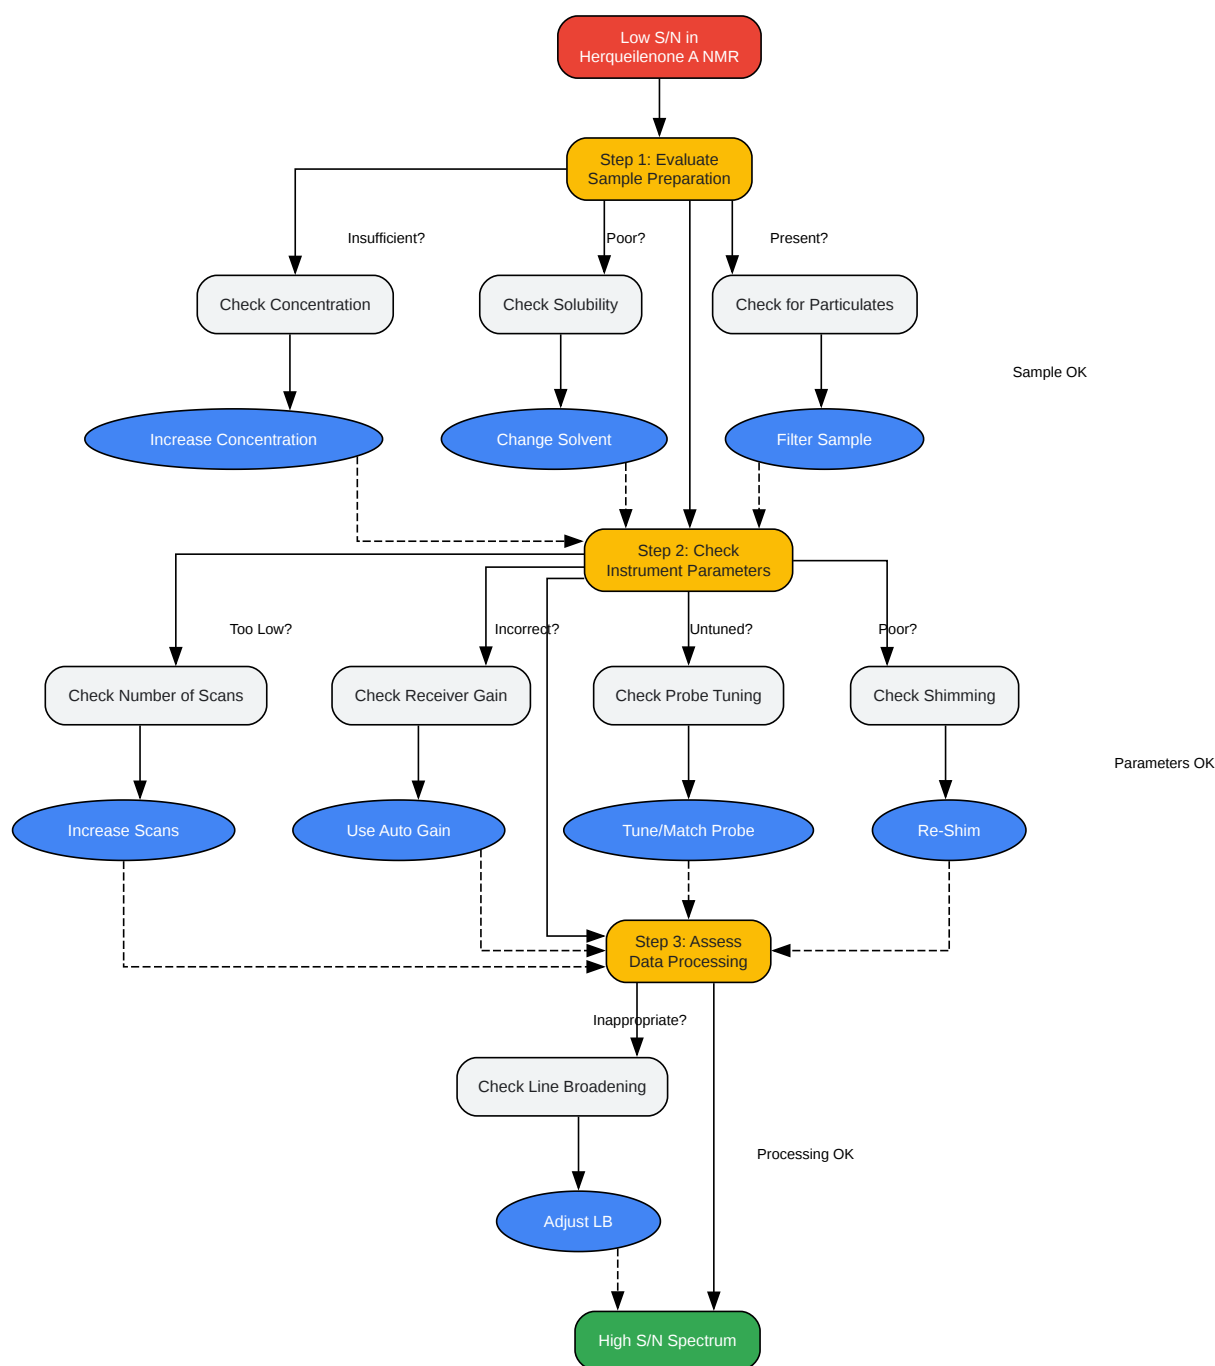 Low S/N in
Herqueilenone A NMR
Step 1: Evaluate
Sample Preparation
Insufficient?
Poor?
Present?
Check Concentration
Check Solubility
Check for Particulates
Sample OK
Increase Concentration
Change Solvent
Filter Sample
Step 2: Check
Instrument Parameters
Too Low?
Incorrect?
Untuned?
Poor?
Check Number of Scans
Check Receiver Gain
Check Probe Tuning
Check Shimming
Parameters OK
Increase Scans
Use Auto Gain
Tune/Match Probe
Re-Shim
Step 3: Assess
Data Processing
Inappropriate?
Check Line Broadening
Processing OK
Adjust LB
High S/N Spectrum